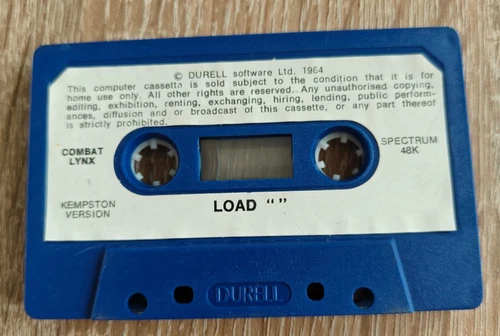 © DURELL software Ltd. 1984
This computer cassette is sold subject to the condition that it is for
home use only. All other rights are reserved. Any unauthorised copying,
editing, exhibition, renting, exchanging, hiring, lending, public perform-
ances, diffusion and or broadcast of this cassette, or any part thereof
is strictly prohibited.
COMBAT
LYNX
SPECTRUM
48K
KEMPSTON
VERSION
LOAD “ ”
DURELL